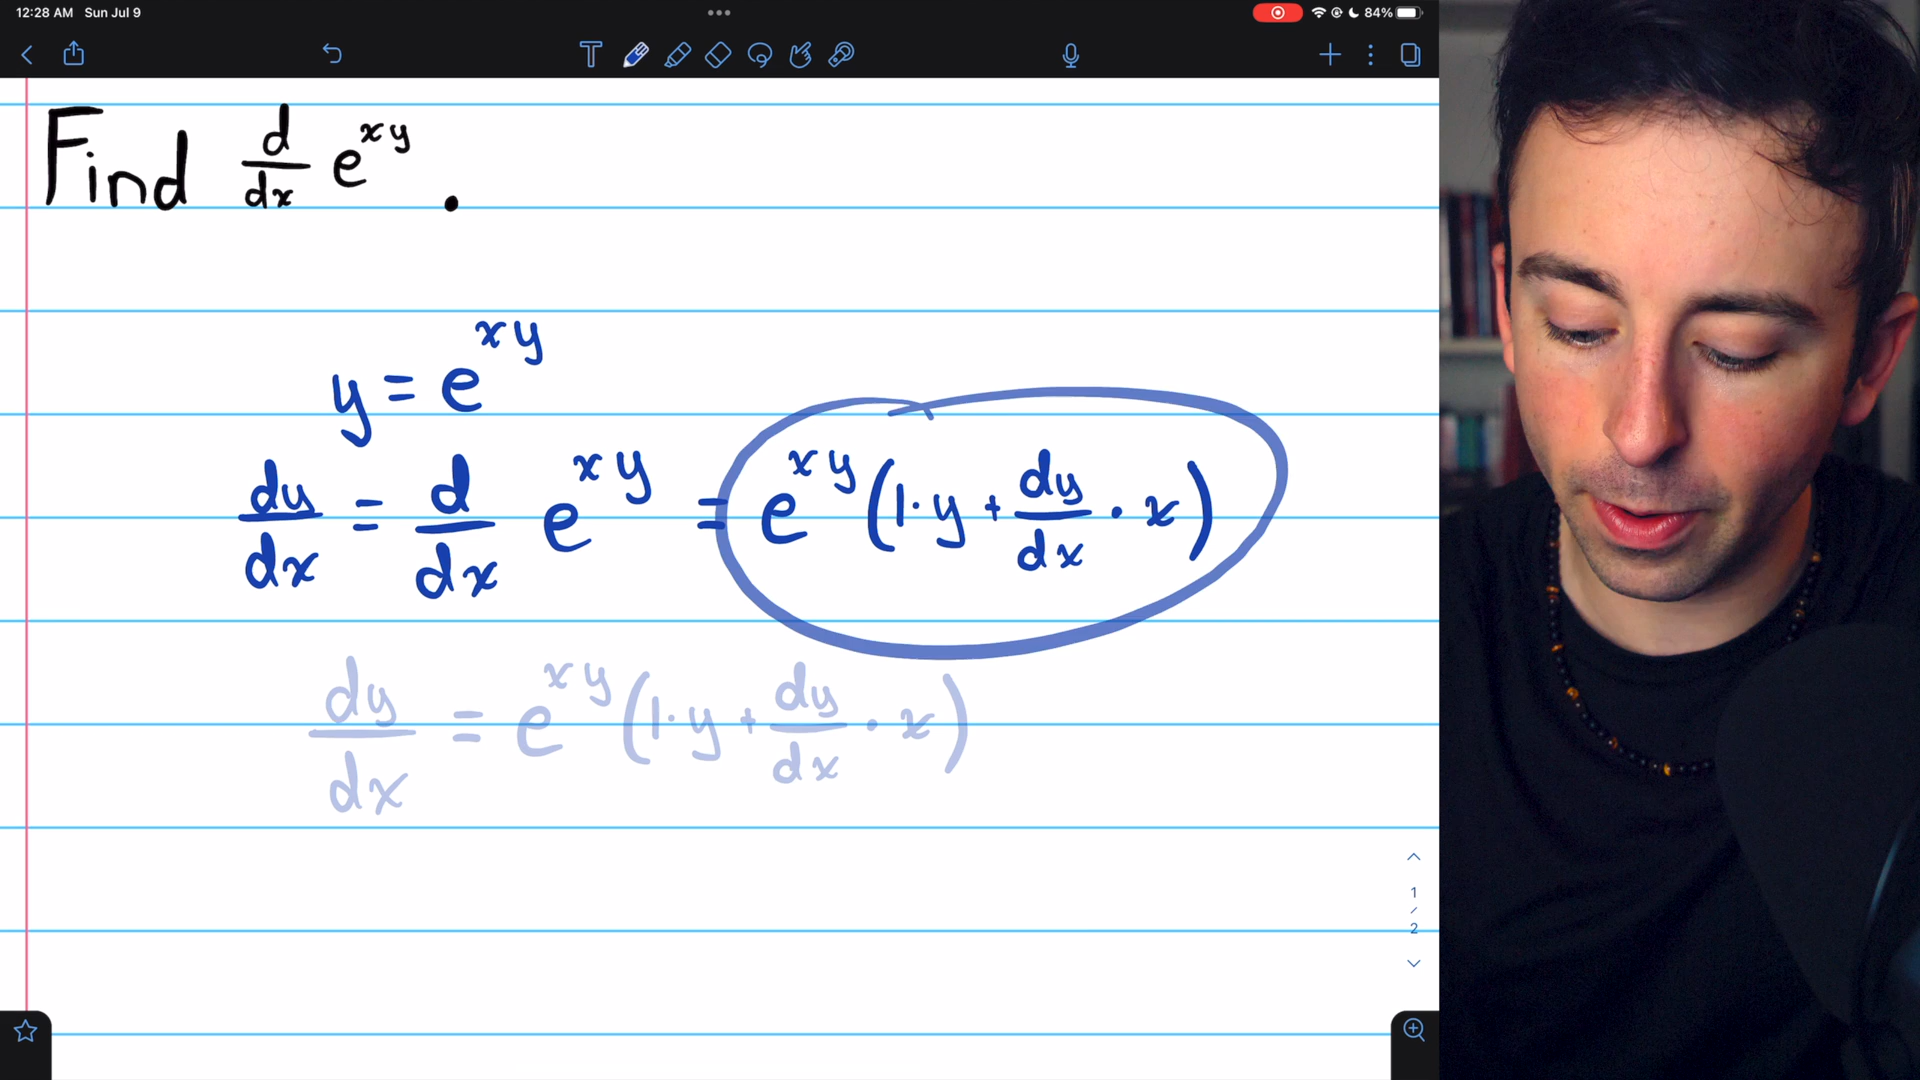 12:28 AM Sun Jul 9 84%
Find d/dx e^xy .
y = e^xy
dy/dx = d/dx e^xy = e^xy (1·y + dy/dx · x)
dy/dx = e^xy (1·y + dy/dx · x)
1
/
2